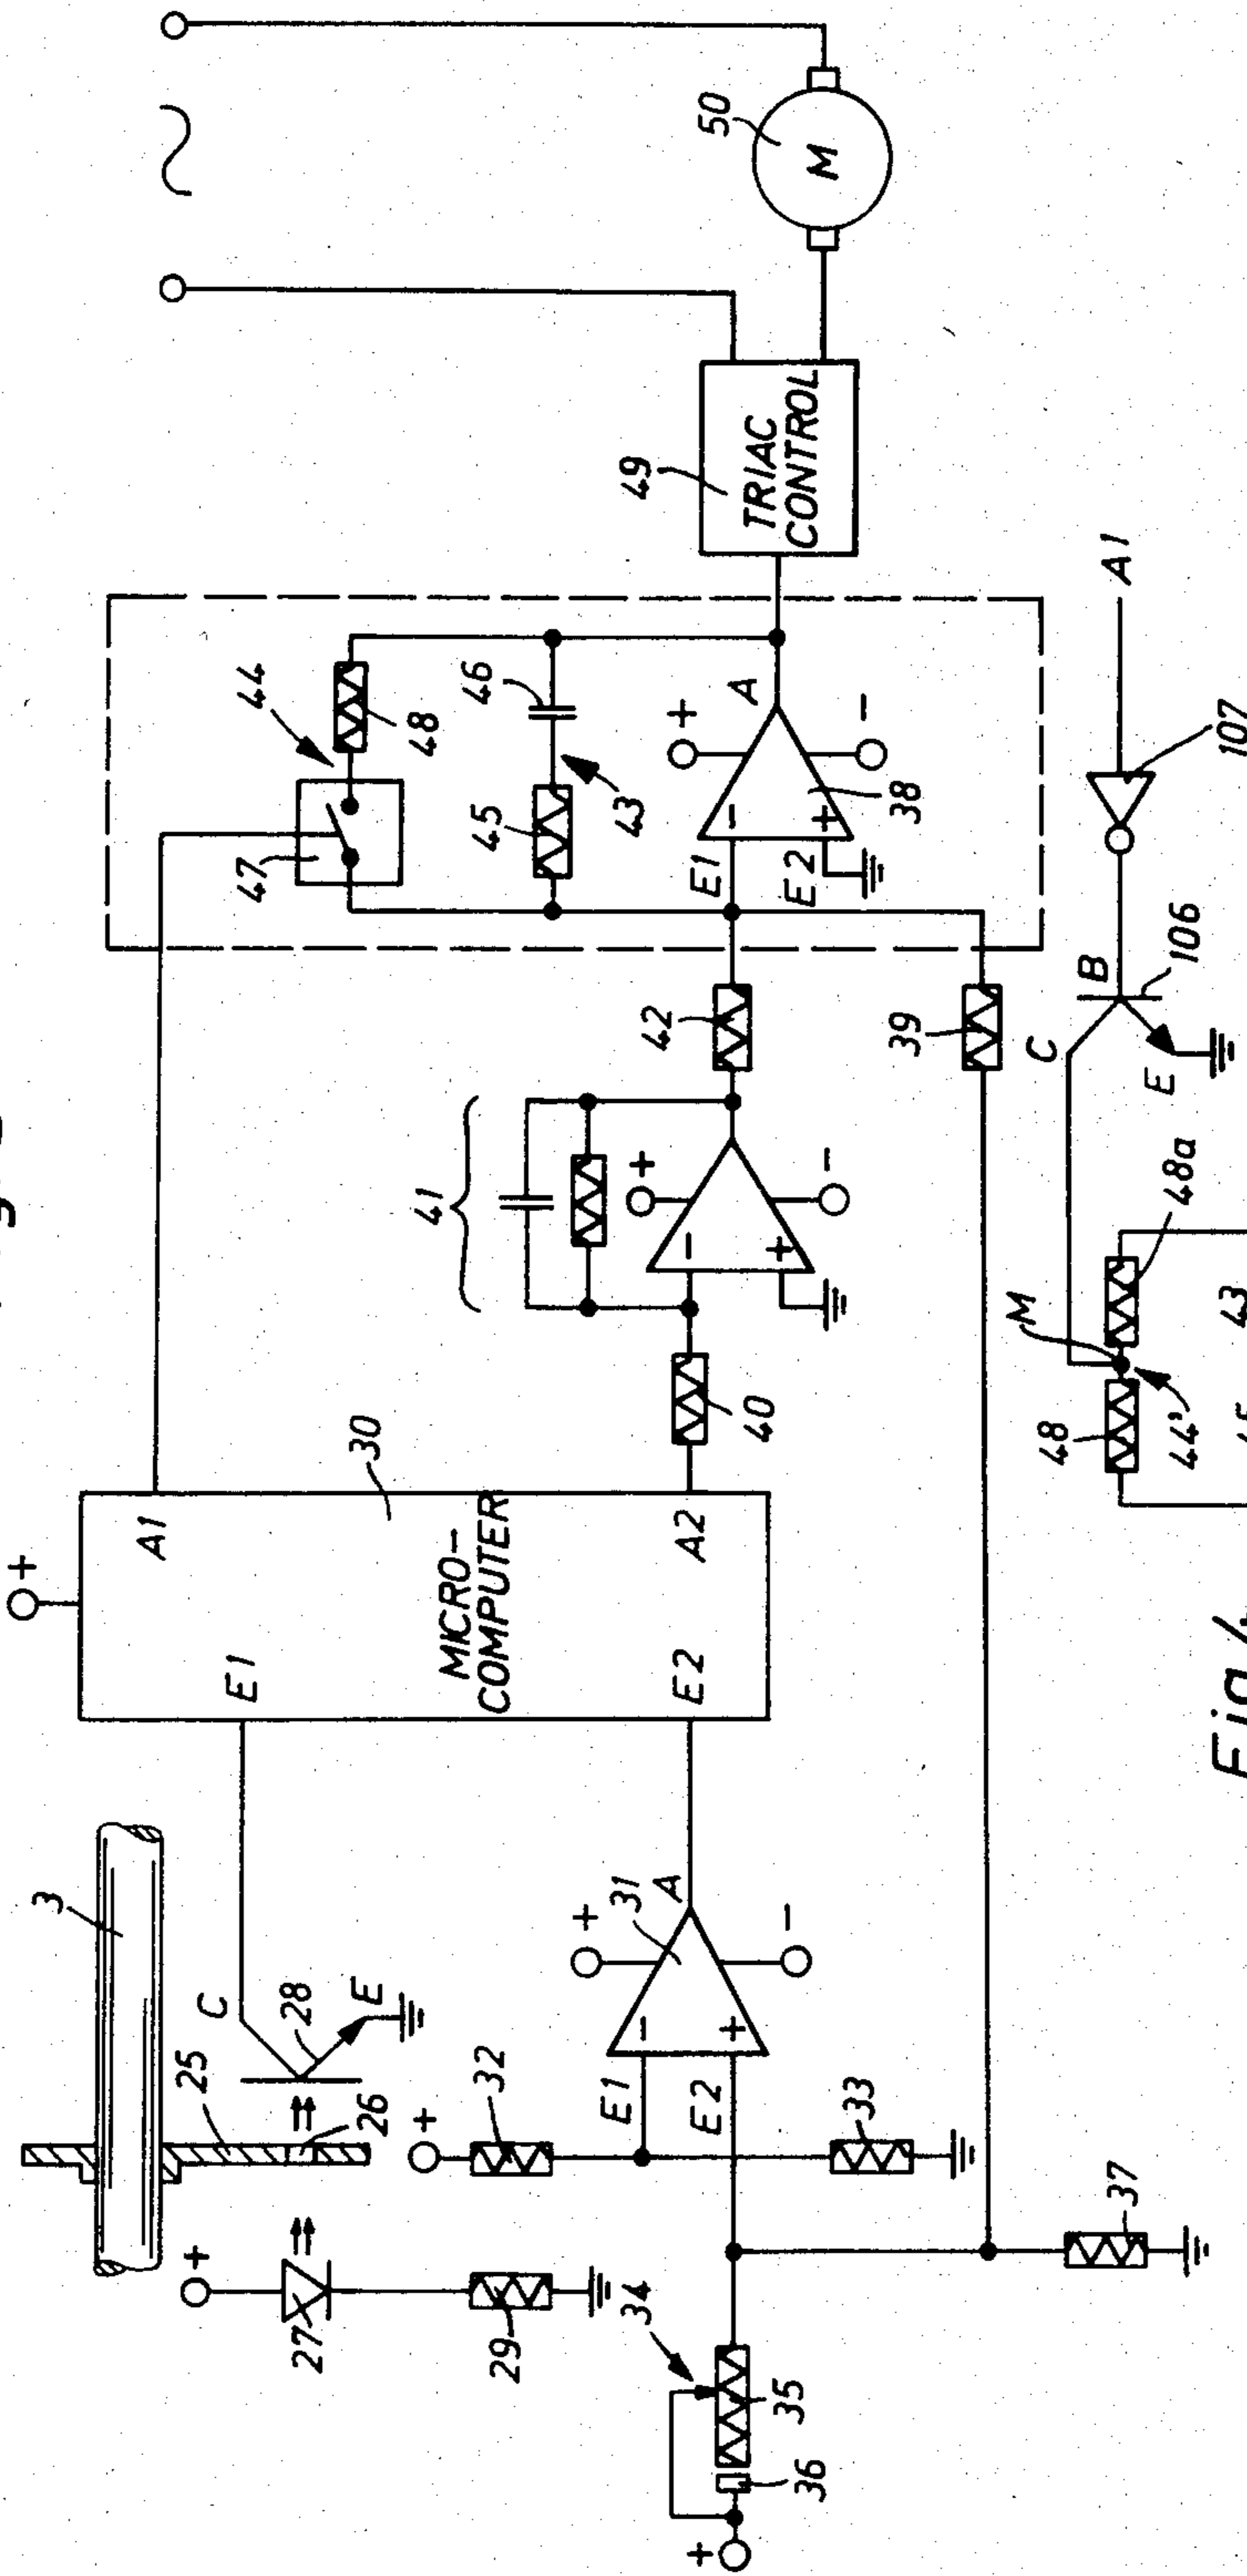 3
25
26
27
28
29
C
E
+
+
32
33
34
35
36
37
+
E1
E2
-
+
31
A
+
-
+
30
MICRO-
COMPUTER
E1
E2
A1
A2
40
41
+
-
-
+
42
39
43
44
45
46
47
48
E1
E2
-
+
38
A
+
-
49
TRIAC
CONTROL
50
M
Fig.4
48
44'
M
48a
43
C
B
E
106
107
A1